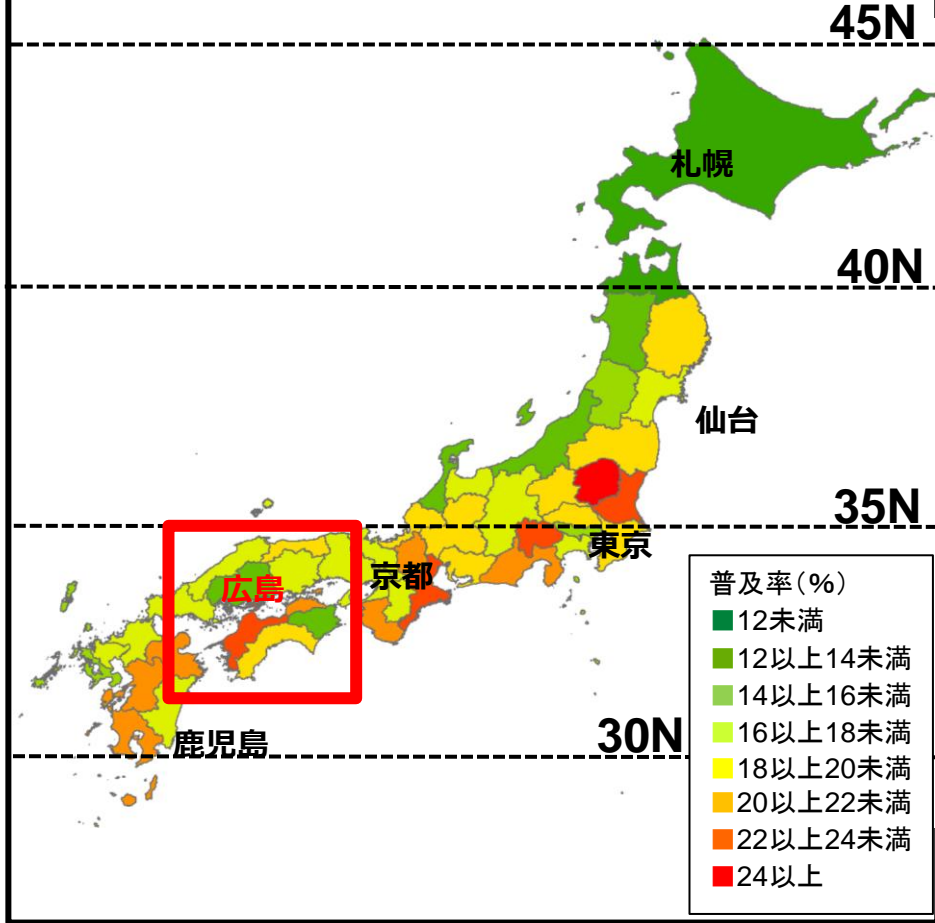 45N
札幌
40N
仙台
35N
東京
京都
広島
30N
鹿児島
普及率(%)
12未満
12以上14未満
14以上16未満
16以上18未満
18以上20未満
20以上22未満
22以上24未満
24以上